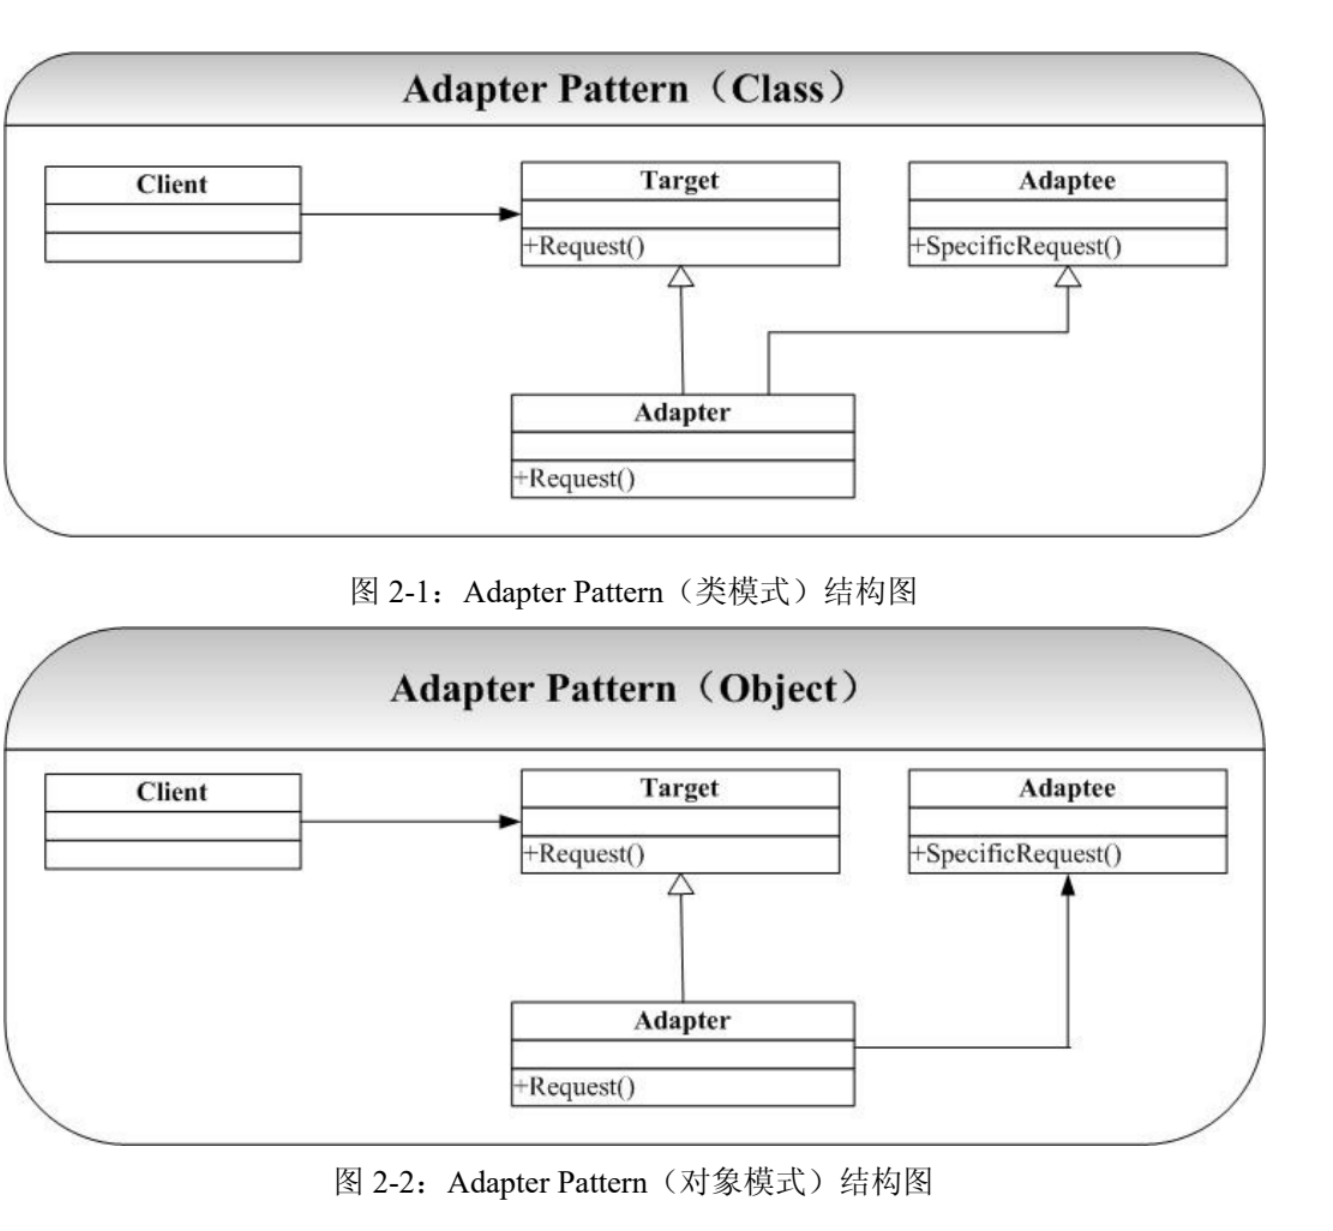 Adapter Pattern（Class）
Client
Target
Adaptee
+Request()
+SpecificRequest()
Adapter
+Request()
图 2-1：Adapter Pattern（类模式）结构图
Adapter Pattern（Object）
Client
Target
Adaptee
+Request()
+SpecificRequest()
Adapter
+Request()
图 2-2：Adapter Pattern（对象模式）结构图